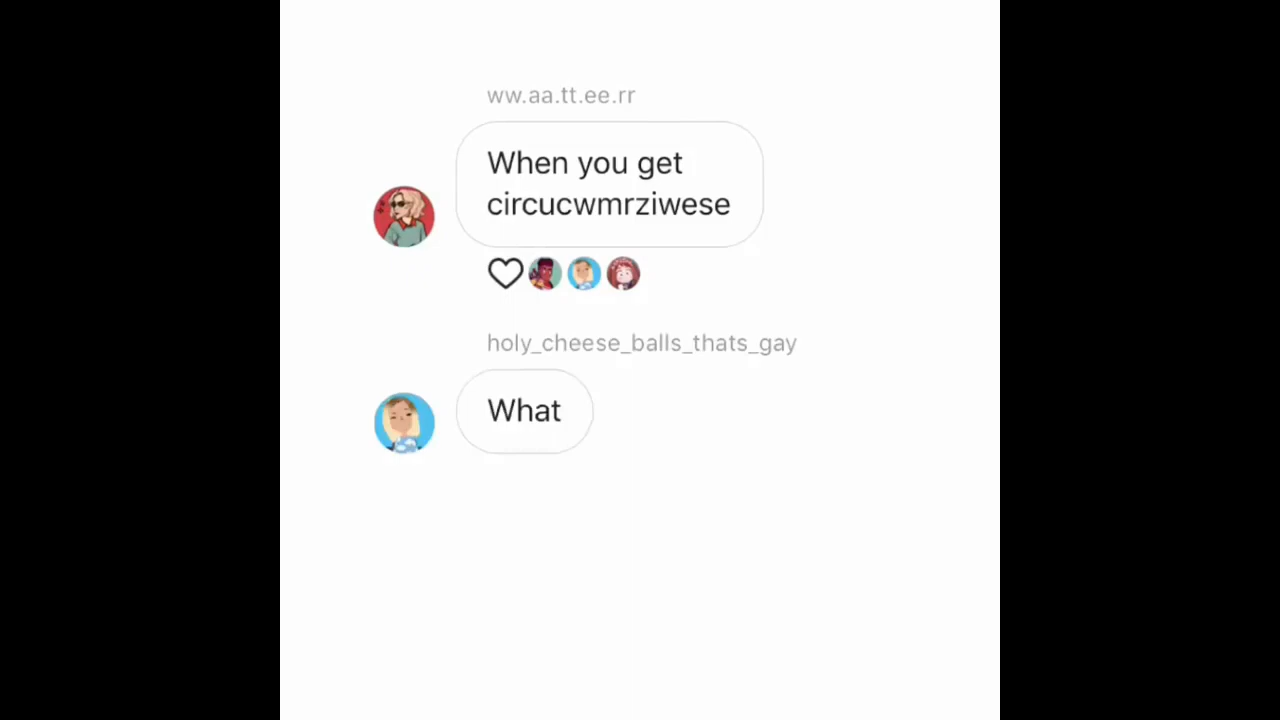 ww.aa.tt.ee.rr
When you get
circucwmrziwese
holy_cheese_balls_thats_gay
What